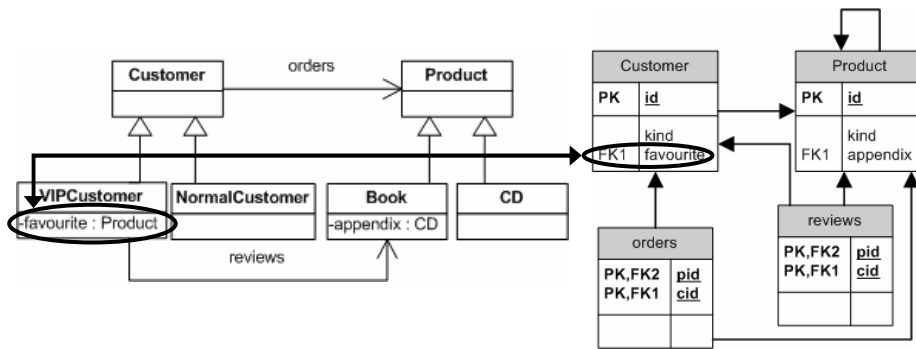 Customer
orders
Product
VIPCustomer
-favourite : Product
NormalCustomer
Book
-appendix : CD
CD
reviews
Customer
PK id
kind
FK1 favourite
Product
PK id
kind
FK1 appendix
orders
PK,FK2 pid
PK,FK1 cid
reviews
PK,FK2 pid
PK,FK1 cid